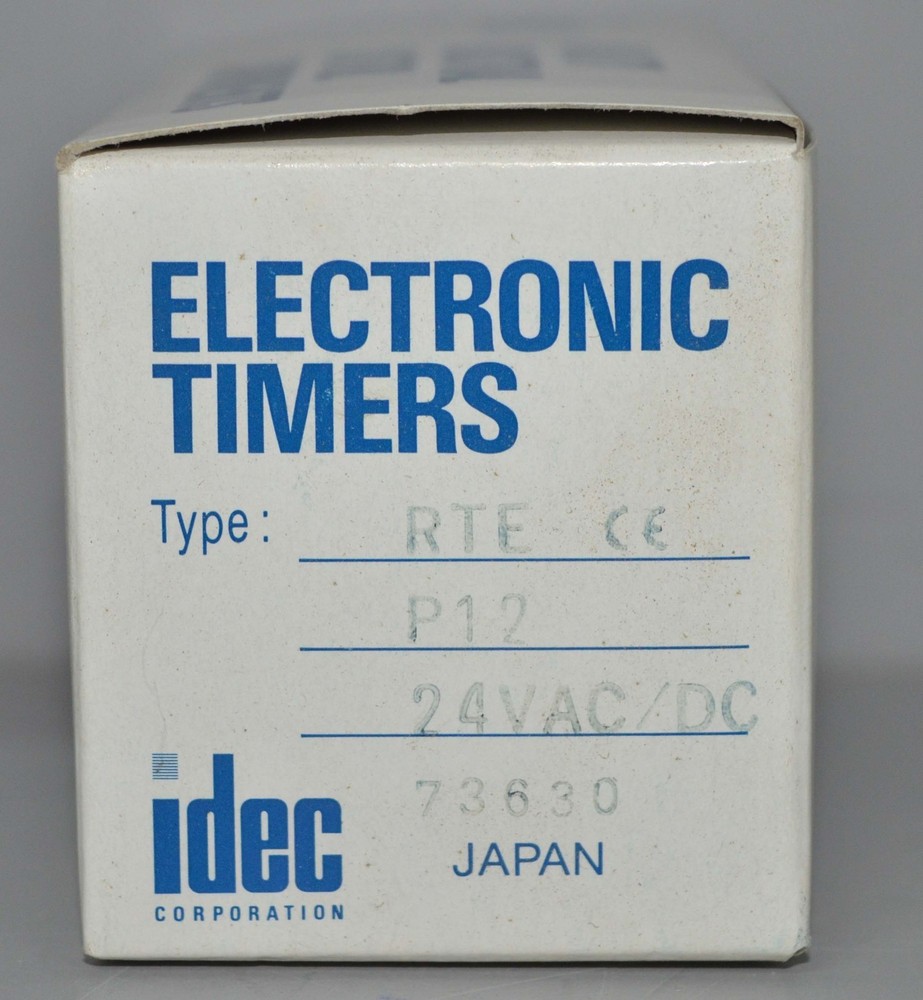 ELECTRONIC
TIMERS
Type: RTE CE
P12
24VAC/DC
73630
idec
CORPORATION
JAPAN